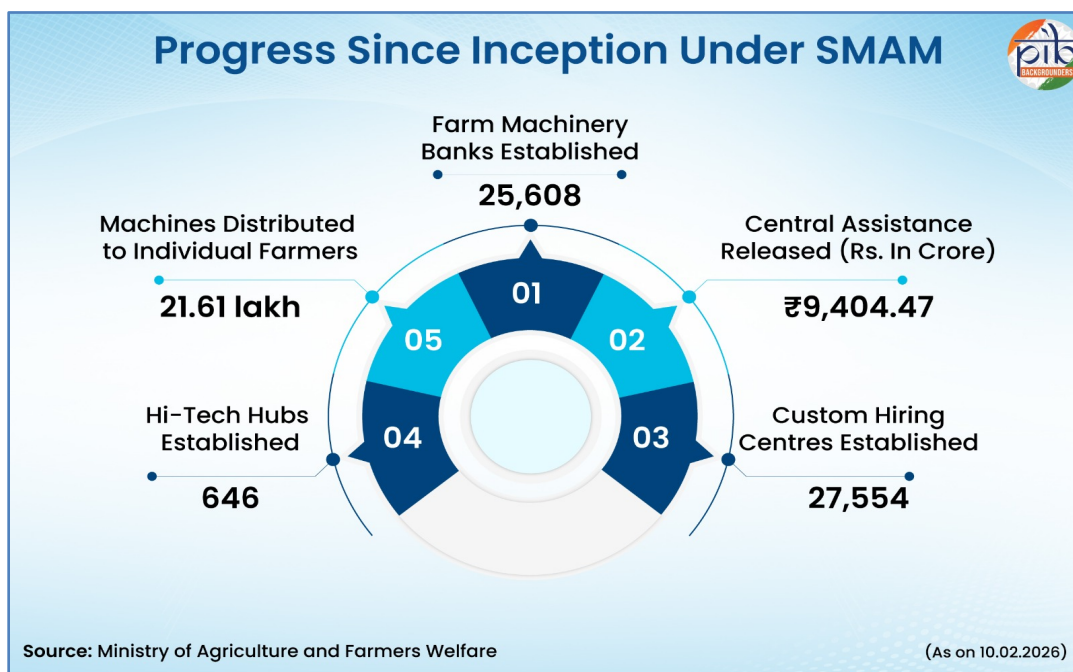 Progress Since Inception Under SMAM
pib
BACKGROUNDERS
Farm Machinery
Banks Established
25,608
Machines Distributed
to Individual Farmers
21.61 lakh
Central Assistance
Released (Rs. In Crore)
₹9,404.47
01
05
02
04
03
Hi-Tech Hubs
Established
646
Custom Hiring
Centres Established
27,554
Source: Ministry of Agriculture and Farmers Welfare
(As on 10.02.2026)